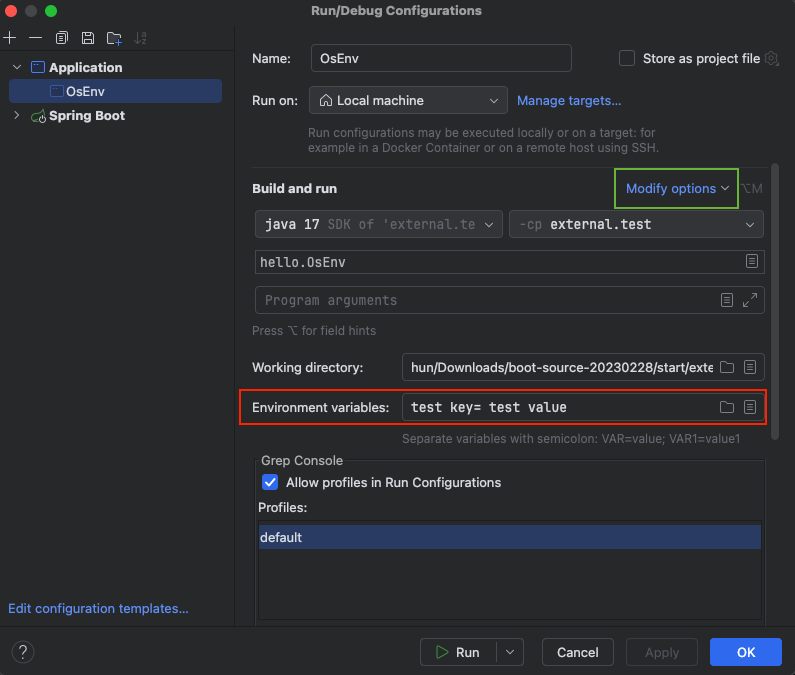 Run/Debug Configurations
Application
OsEnv
Spring Boot
Edit configuration templates...
Name: OsEnv Store as project file
Run on: Local machine Manage targets...
Run configurations may be executed locally or on a target: for
example in a Docker Container or on a remote host using SSH.
Build and run Modify options ⌥M
java 17 SDK of 'external.te -cp external.test
hello.OsEnv
Program arguments
Press ⌥ for field hints
Working directory: hun/Downloads/boot-source-20230228/start/exte
Environment variables: test key= test value
Separate variables with semicolon: VAR=value; VAR1=value1
Grep Console
Allow profiles in Run Configurations
Profiles:
default
? Run Cancel Apply OK